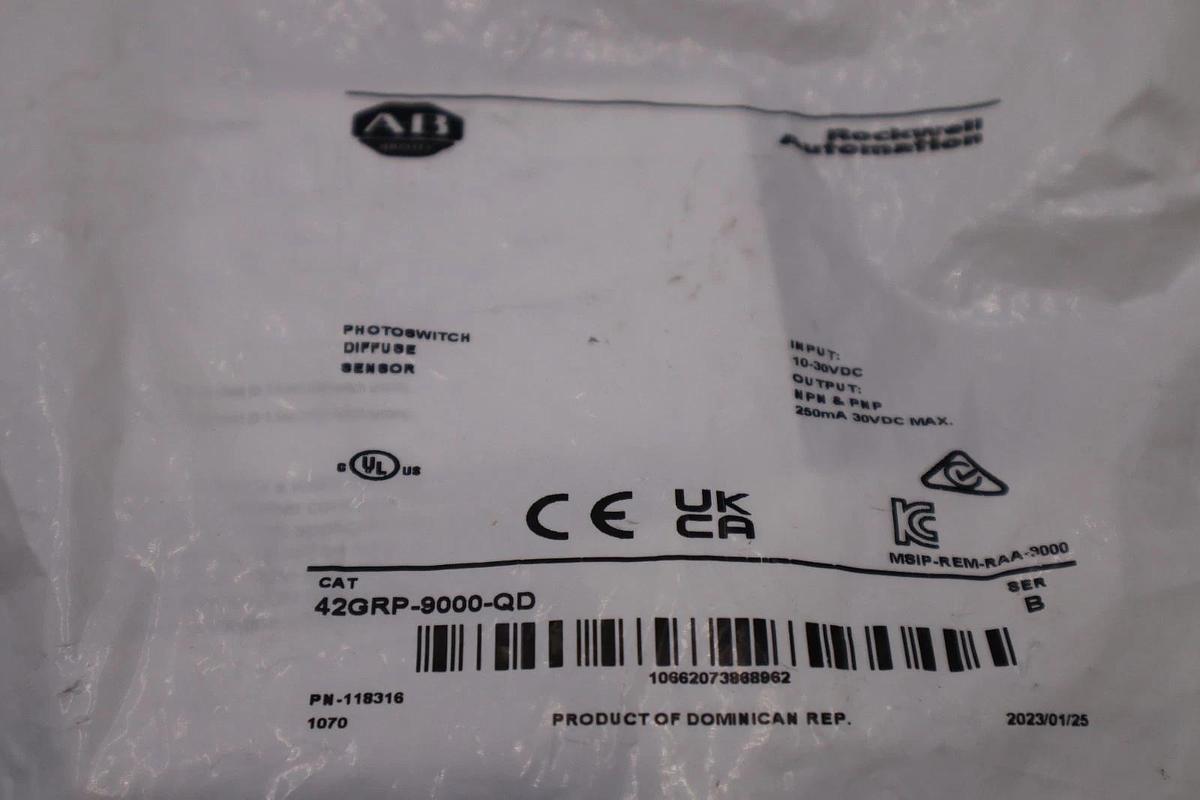 AB
Rockwell
Automation
PHOTOSWITCH
DIFFUSE
SENSOR
INPUT:
10-30VDC
OUTPUT:
NPN & PNP
250mA 30VDC MAX.
C UL US
CE
UK
CA
KC
MSIP-REM-RAA-9000
CAT
42GRP-9000-QD
SER
B
10662073868962
PN-118316
1070
PRODUCT OF DOMINICAN REP.
2023/01/25